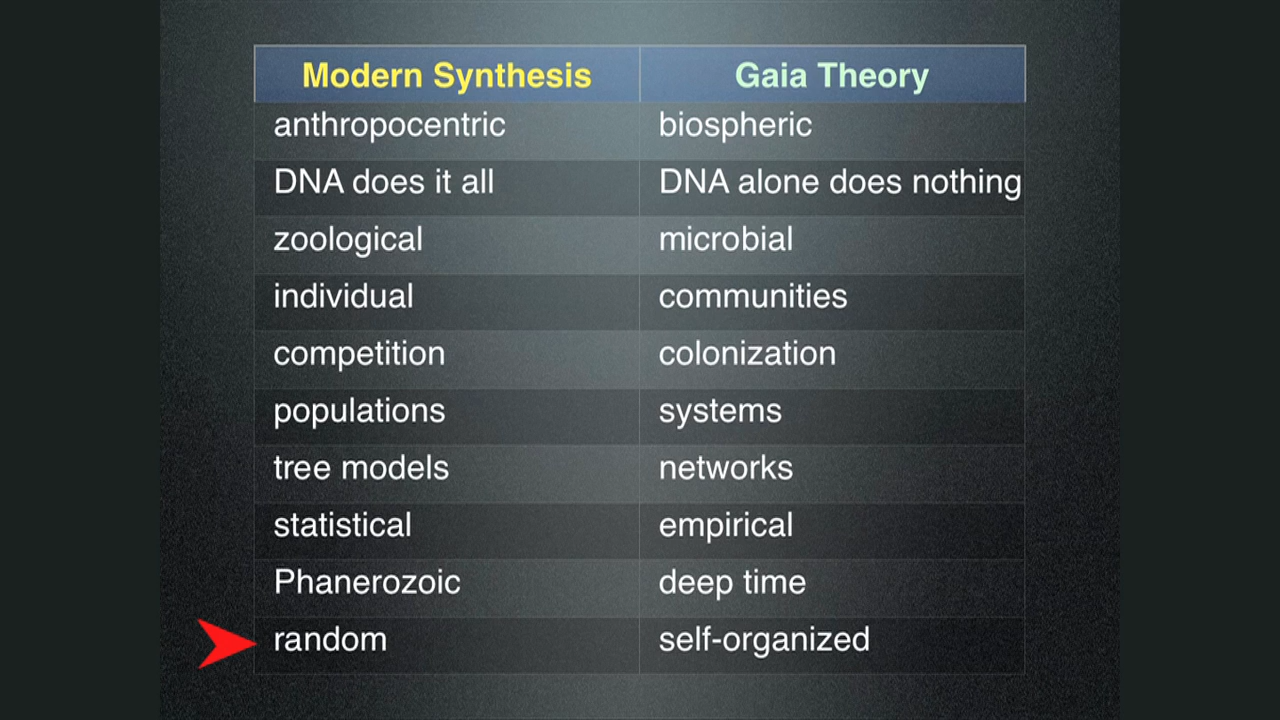 Modern Synthesis Gaia Theory
anthropocentric biospheric
DNA does it all DNA alone does nothing
zoological microbial
individual communities
competition colonization
populations systems
tree models networks
statistical empirical
Phanerozoic deep time
random self-organized